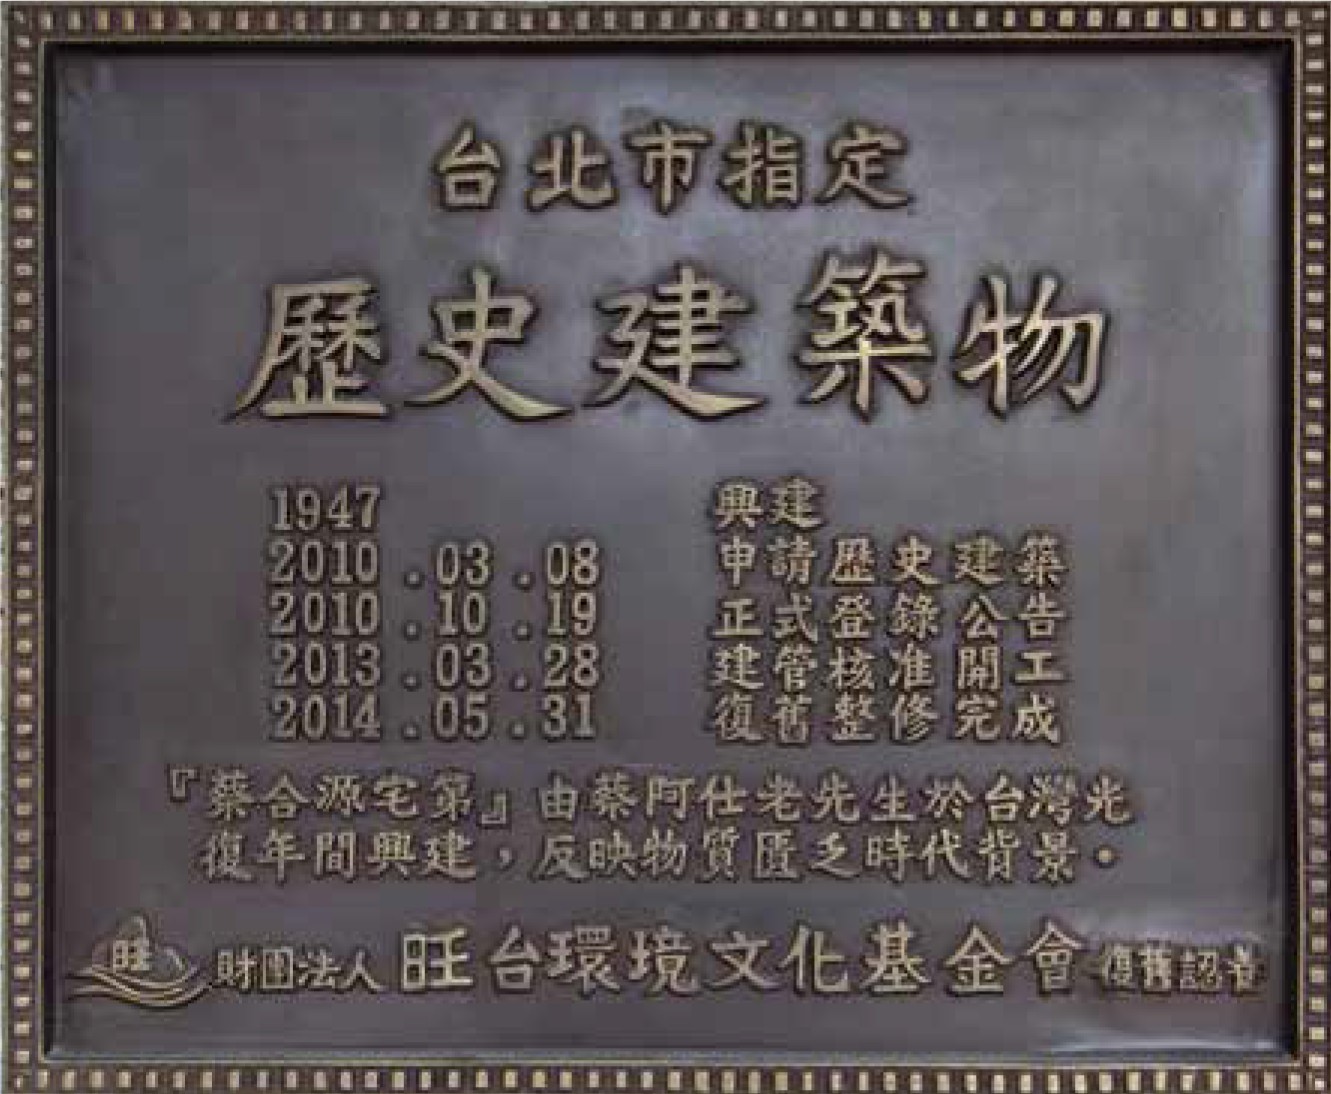 台北市指定
歷史建築物
1947 興建
2010.03.08 申請歷史建築
2010.10.19 正式登錄公告
2013.03.28 建管核准開工
2014.05.31 復舊整修完成
『蔡合源宅第』由蔡阿仕老先生於台灣光
復年間興建，反映物質匱乏時代背景。
旺 財團法人 旺台環境文化基金會 復舊認養